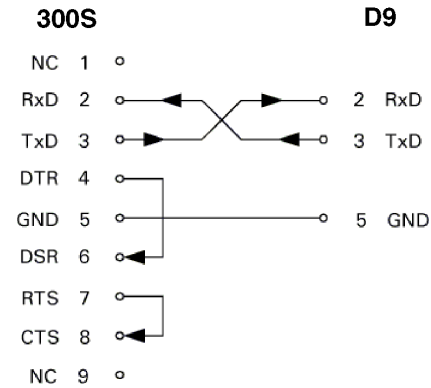 300S D9
NC 1
RxD 2 2 RxD
TxD 3 3 TxD
DTR 4
GND 5 5 GND
DSR 6
RTS 7
CTS 8
NC 9